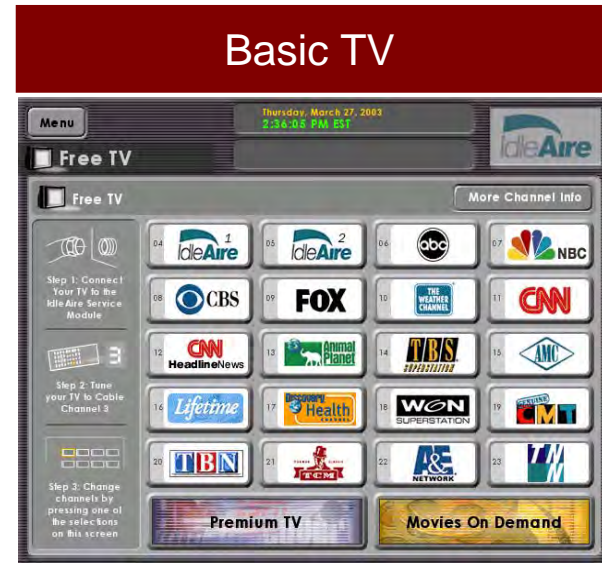 Basic TV
Menu
Thursday, March 27, 2003
2:36:05 PM EST
IdleAire
Free TV
Free TV
More Channel Info
Step 1: Connect
Your TV to the
IdleAire Service
Module
3
Step 2: Tune
your TV to Cable
Channel 3
Step 3: Change
channels by
pressing one of
the selections
on this screen
04 IdleAire 1
05 IdleAire 2
06 abc
07 NBC
08 CBS
09 FOX
10 THE WEATHER CHANNEL
11 CNN
12 CNN HeadlineNews
13 Animal Planet
14 TBS SUPERSTATION
15 AMC
16 Lifetime
17 Discovery Health CHANNEL
18 WGN SUPERSTATION
19 GENUINE CMT
20 TBN
21 TURNER CLASSIC TCM
22 A&E NETWORK
23 TNN
Premium TV
Movies On Demand